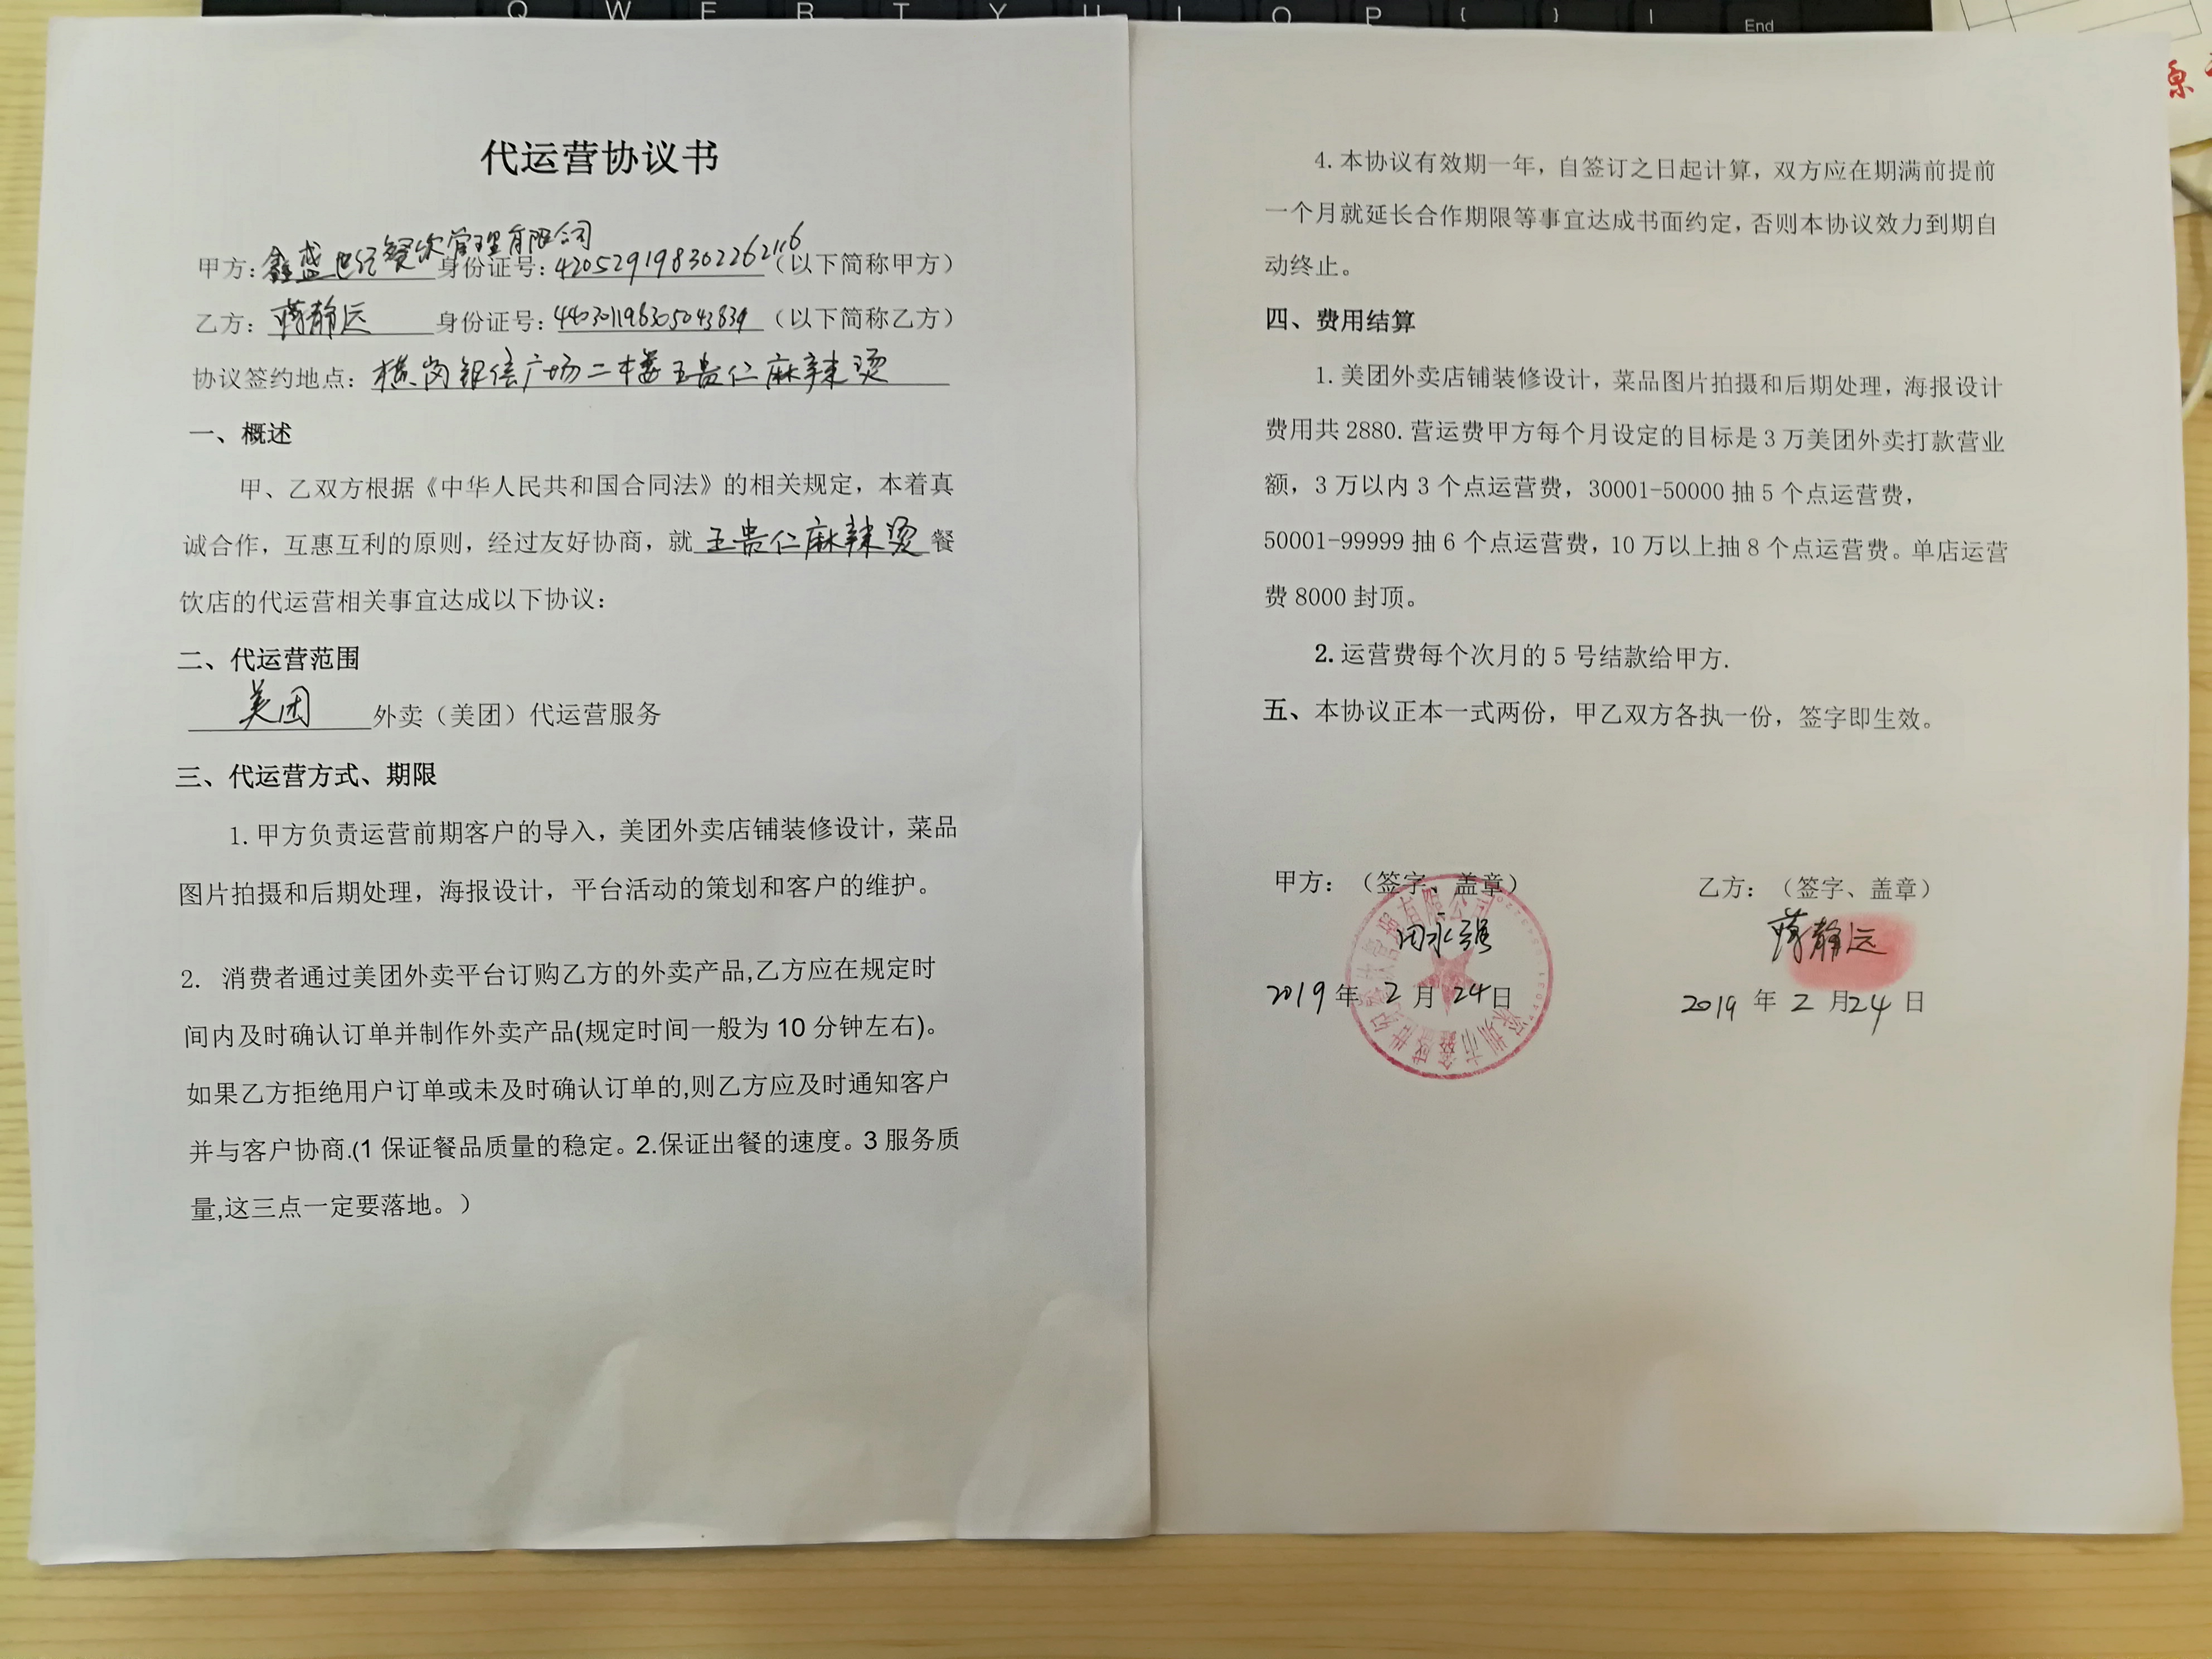 代运营协议书
甲方：鑫盛世纪餐饮管理有限公司 身份证号：420529198302262116（以下简称甲方）
乙方：蒋静远 身份证号：（以下简称乙方）
协议签约地点：横岗银信广场二楼王贵仁麻辣烫
一、概述
甲、乙双方根据《中华人民共和国合同法》的相关规定，本着真
诚合作，互惠互利的原则，经过友好协商，就 王贵仁麻辣烫 餐
饮店的代运营相关事宜达成以下协议：
二、代运营范围
美团 外卖（美团）代运营服务
三、代运营方式、期限
1.甲方负责运营前期客户的导入，美团外卖店铺装修设计，菜品
图片拍摄和后期处理，海报设计，平台活动的策划和客户的维护。
2. 消费者通过美团外卖平台订购乙方的外卖产品,乙方应在规定时
间内及时确认订单并制作外卖产品(规定时间一般为 10 分钟左右)。
如果乙方拒绝用户订单或未及时确认订单的,则乙方应及时通知客户
并与客户协商.(1 保证餐品质量的稳定。2.保证出餐的速度。3 服务质
量,这三点一定要落地。）
4.本协议有效期一年，自签订之日起计算，双方应在期满前提前
一个月就延长合作期限等事宜达成书面约定，否则本协议效力到期自
动终止。
四、费用结算
1.美团外卖店铺装修设计，菜品图片拍摄和后期处理，海报设计
费用共 2880.营运费甲方每个月设定的目标是 3 万美团外卖打款营业
额，3 万以内 3 个点运营费，30001-50000 抽 5 个点运营费，
50001-99999 抽 6 个点运营费，10 万以上抽 8 个点运营费。单店运营
费 8000 封顶。
2.运营费每个次月的 5 号结款给甲方.
五、本协议正本一式两份，甲乙双方各执一份，签字即生效。
甲方：（签字、盖章） 乙方：（签字、盖章）
周永强 蒋静远
2019 年 2 月 24 日 2019 年 2 月 24 日
Q W E R T Y U I O P { } End